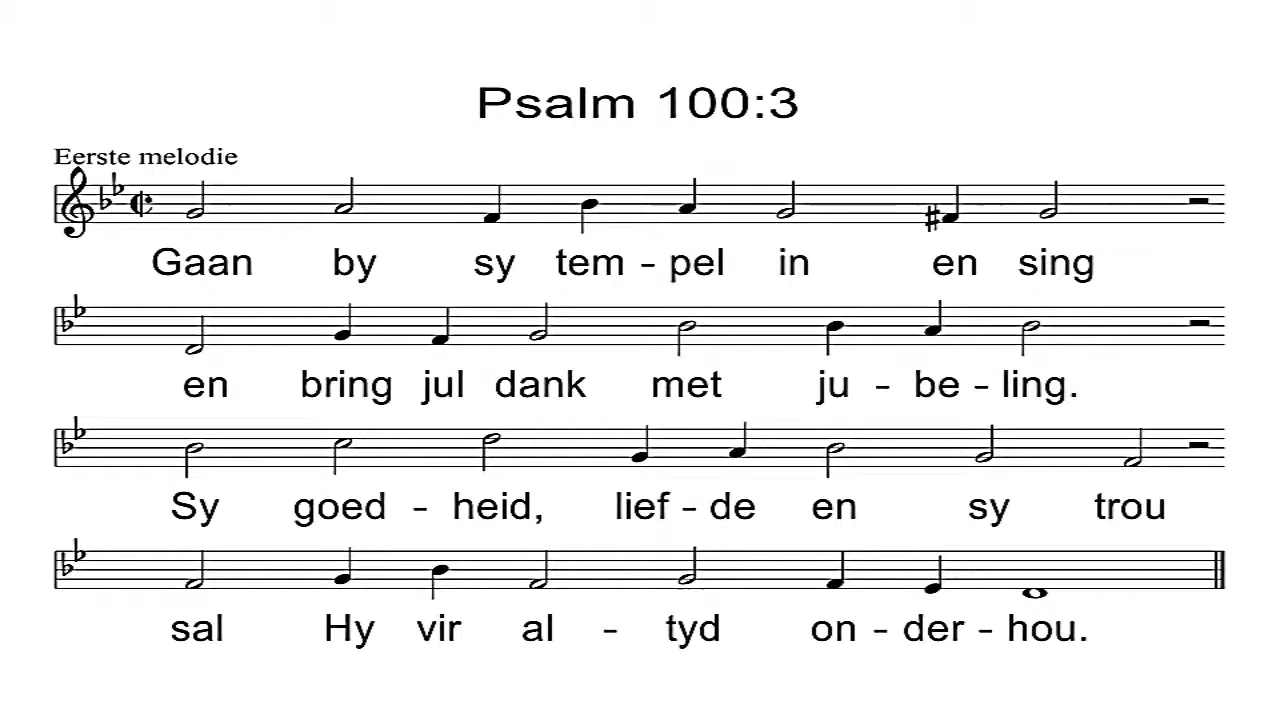 Psalm 100:3
Eerste melodie
Gaan by sy tem - pel in en sing
en bring jul dank met ju - be - ling.
Sy goed - heid, lief - de en sy trou
sal Hy vir al - tyd on - der - hou.